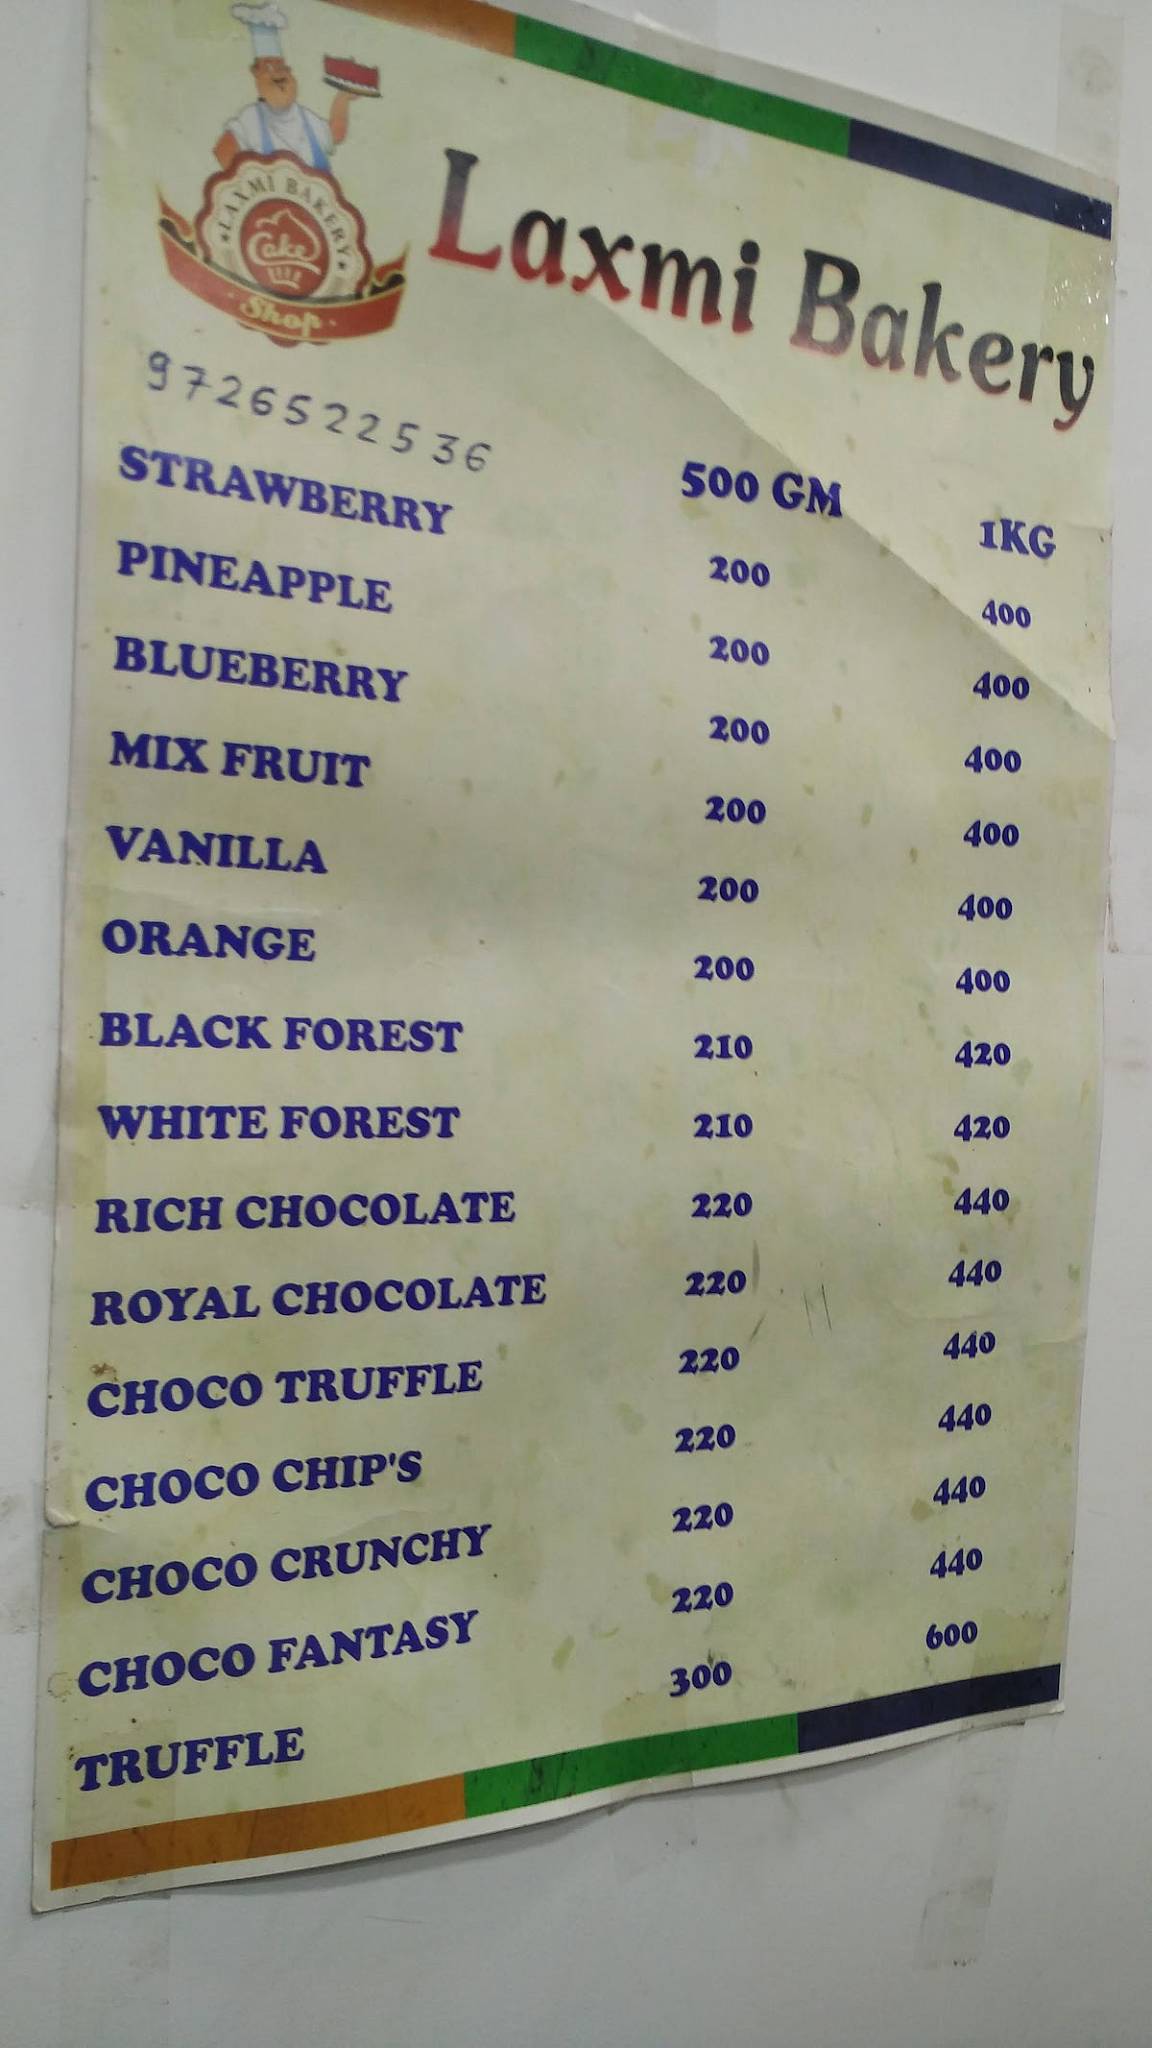 LAXMI BAKERY
Cake
Shop
Laxmi Bakery
9726522536
500 GM 1KG
STRAWBERRY 200 400
PINEAPPLE 200 400
BLUEBERRY 200 400
MIX FRUIT 200 400
VANILLA 200 400
ORANGE 200 400
BLACK FOREST 210 420
WHITE FOREST 210 420
RICH CHOCOLATE 220 440
ROYAL CHOCOLATE 220 440
CHOCO TRUFFLE 220 440
CHOCO CHIP'S 220 440
CHOCO CRUNCHY 220 440
CHOCO FANTASY 220 440
TRUFFLE 300 600